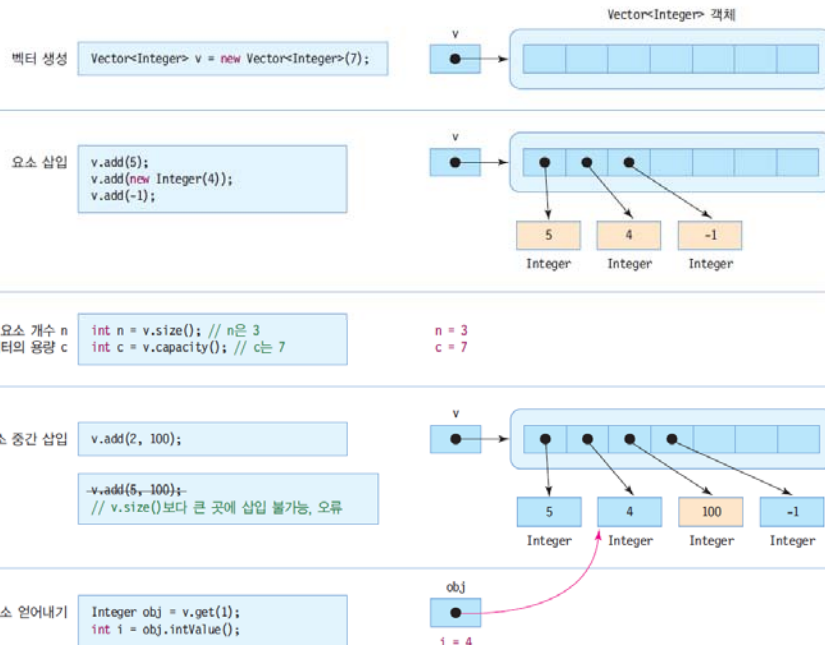 Vector<Integer> 객체
벡터 생성
Vector<Integer> v = new Vector<Integer>(7);
v
요소 삽입
v.add(5);
v.add(new Integer(4));
v.add(-1);
v
5
4
-1
Integer
Integer
Integer
요소 개수 n
터의 용량 c
int n = v.size(); // n은 3
int c = v.capacity(); // c는 7
n = 3
c = 7
소 중간 삽입
v.add(2, 100);
v.add(5, 100);
// v.size()보다 큰 곳에 삽입 불가능, 오류
v
5
4
100
-1
Integer
Integer
Integer
Integer
소 얻어내기
Integer obj = v.get(1);
int i = obj.intValue();
obj
i = 4